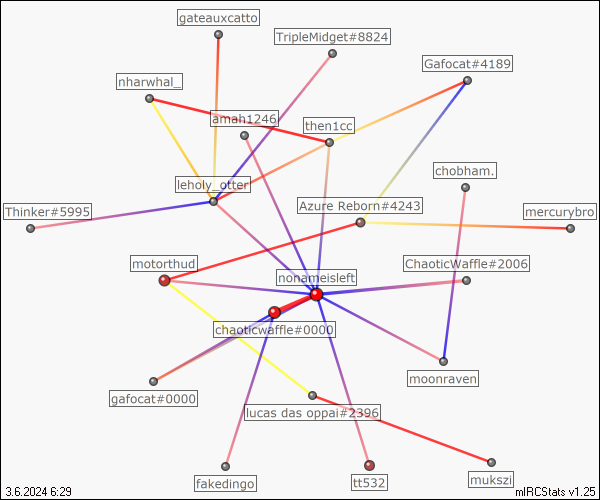 gateauxcatto
TripleMidget#8824
Gafocat#4189
nharwhal_
amah1246
then1cc
chobham.
leholy_otter
Thinker#5995
Azure Reborn#4243
mercurybro
motorthud
nonameisleft
ChaoticWaffle#2006
chaoticwaffle#0000
moonraven
gafocat#0000
lucas das oppai#2396
fakedingo
tt532
mukszi
3.6.2024 6:29
mIRCStats v1.25